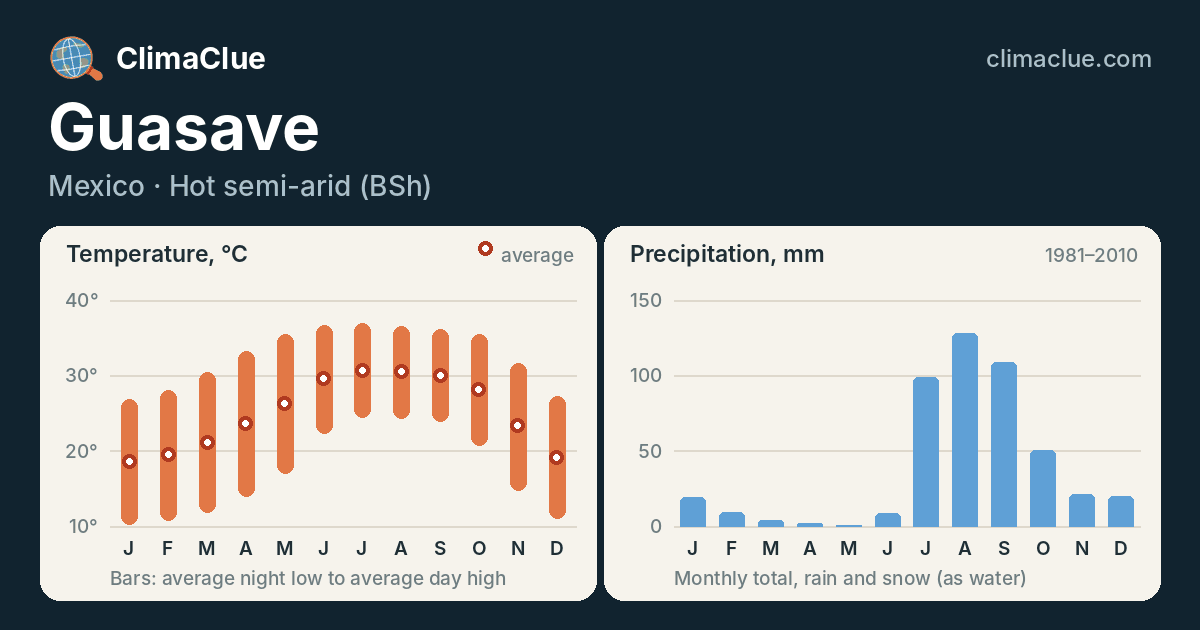 ClimaClue
climaclue.com
Guasave
Mexico · Hot semi-arid (BSh)
Temperature, °C
average
40°
30°
20°
10°
J F M A M J J A S O N D
Bars: average night low to average day high
Precipitation, mm
1981–2010
150
100
50
0
J F M A M J J A S O N D
Monthly total, rain and snow (as water)